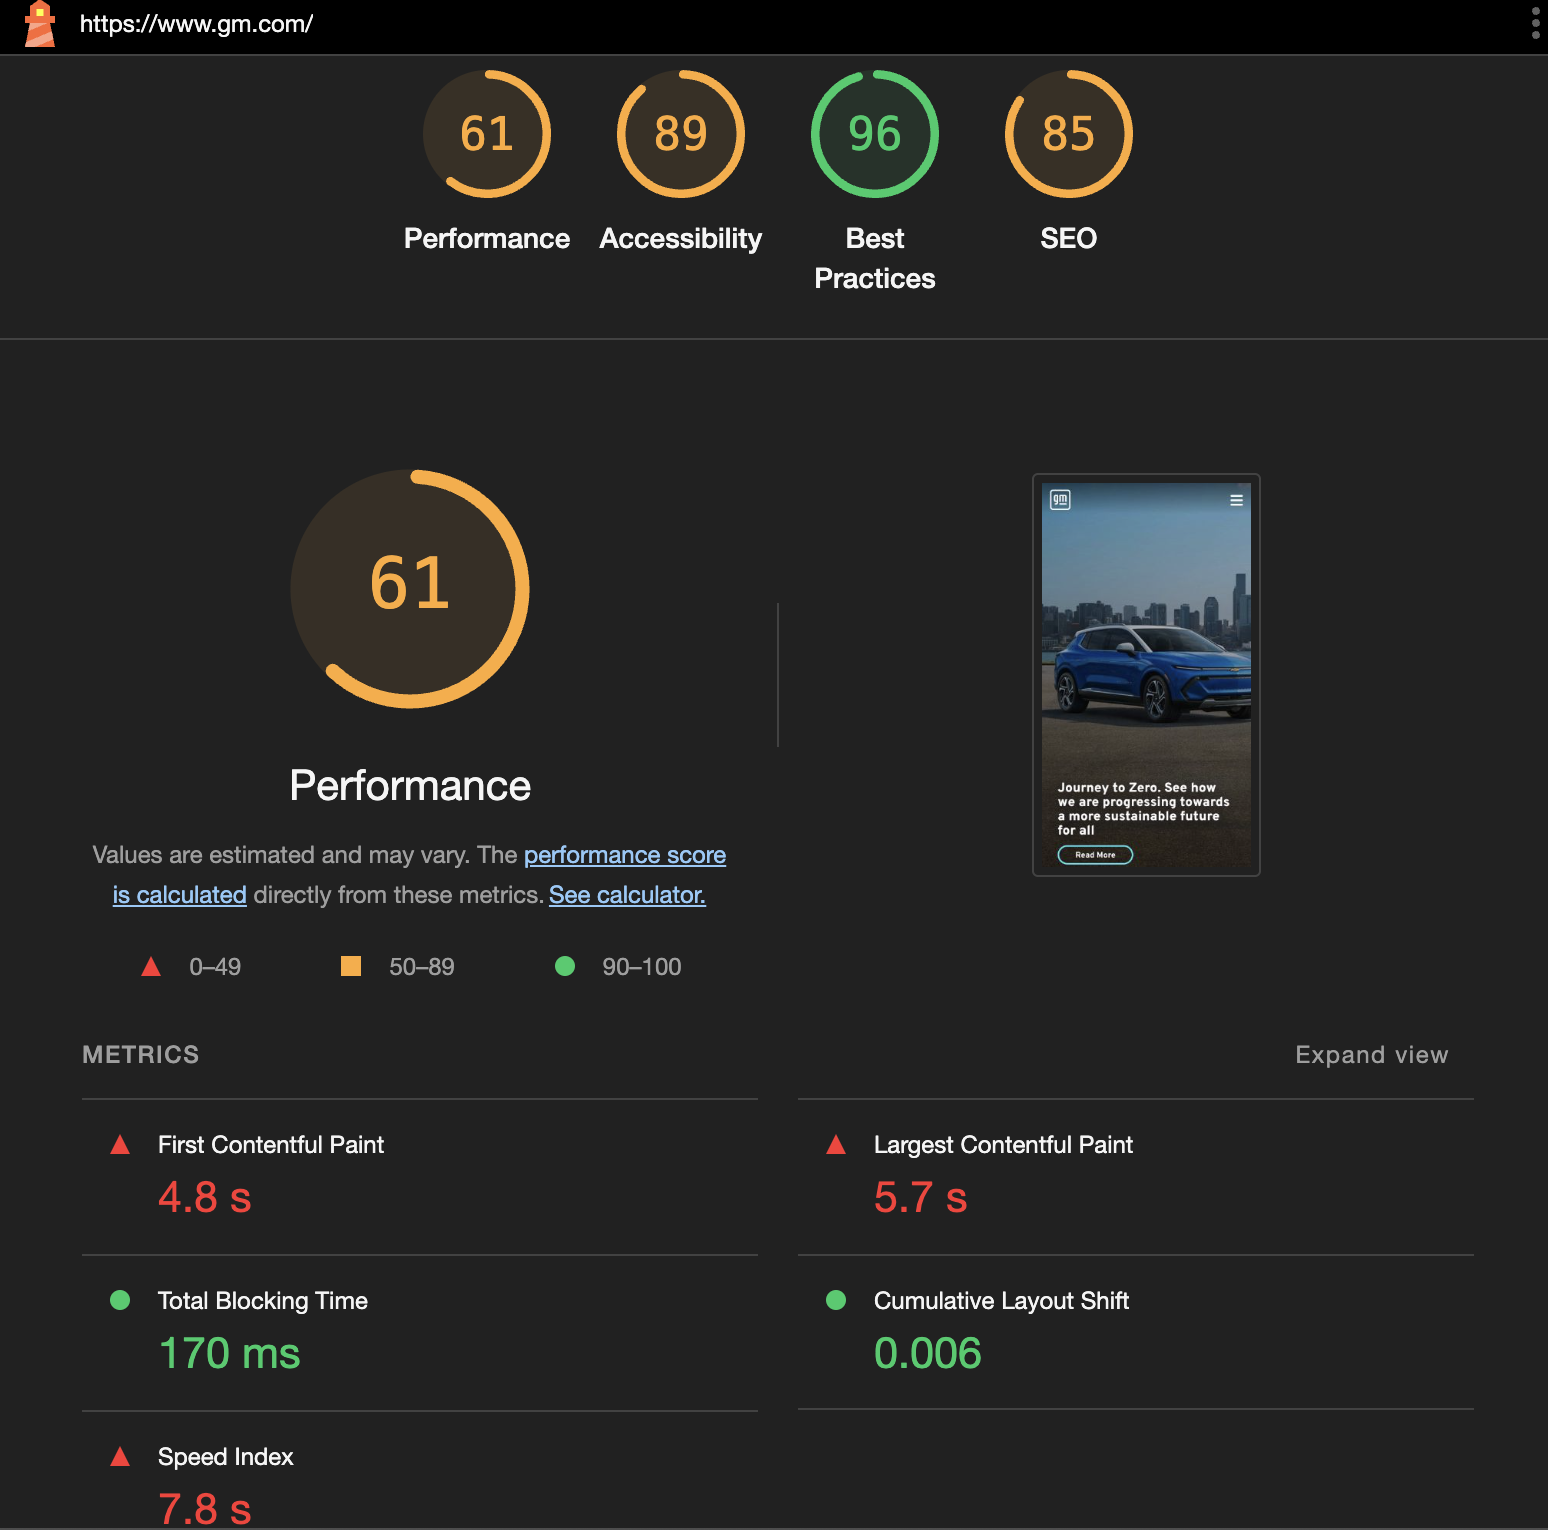 https://www.gm.com/
61
89
96
85
Performance
Accessibility
Best
Practices
SEO
61
Performance
Values are estimated and may vary. The performance score
is calculated directly from these metrics. See calculator.
0–49
50–89
90–100
gm
Journey to Zero. See how
we are progressing towards
a more sustainable future
for all
Read More
METRICS
Expand view
First Contentful Paint
4.8 s
Largest Contentful Paint
5.7 s
Total Blocking Time
170 ms
Cumulative Layout Shift
0.006
Speed Index
7.8 s